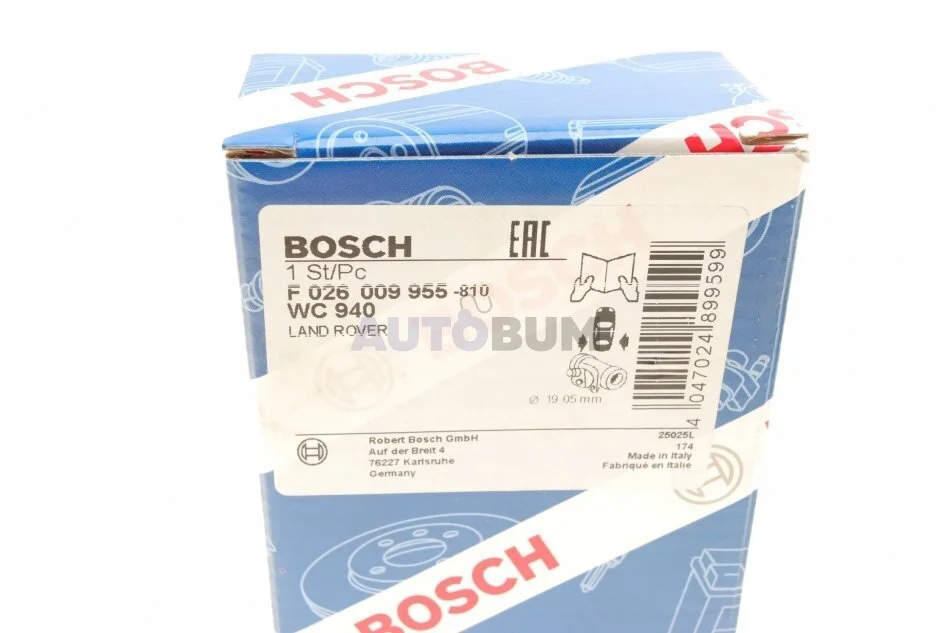 BOSCH
BOSCH
BOSCH
BOSCH EAC
1 St/Pc
F 026 009 955 -810
WC 940
LAND ROVER
AUTOBUM
Ø 19.05 mm
4 047024 899599
Robert Bosch GmbH
Auf der Breit 4
76227 Karlsruhe
Germany
25025L
174
Made in Italy
Fabriqué en Italie
BOSCH